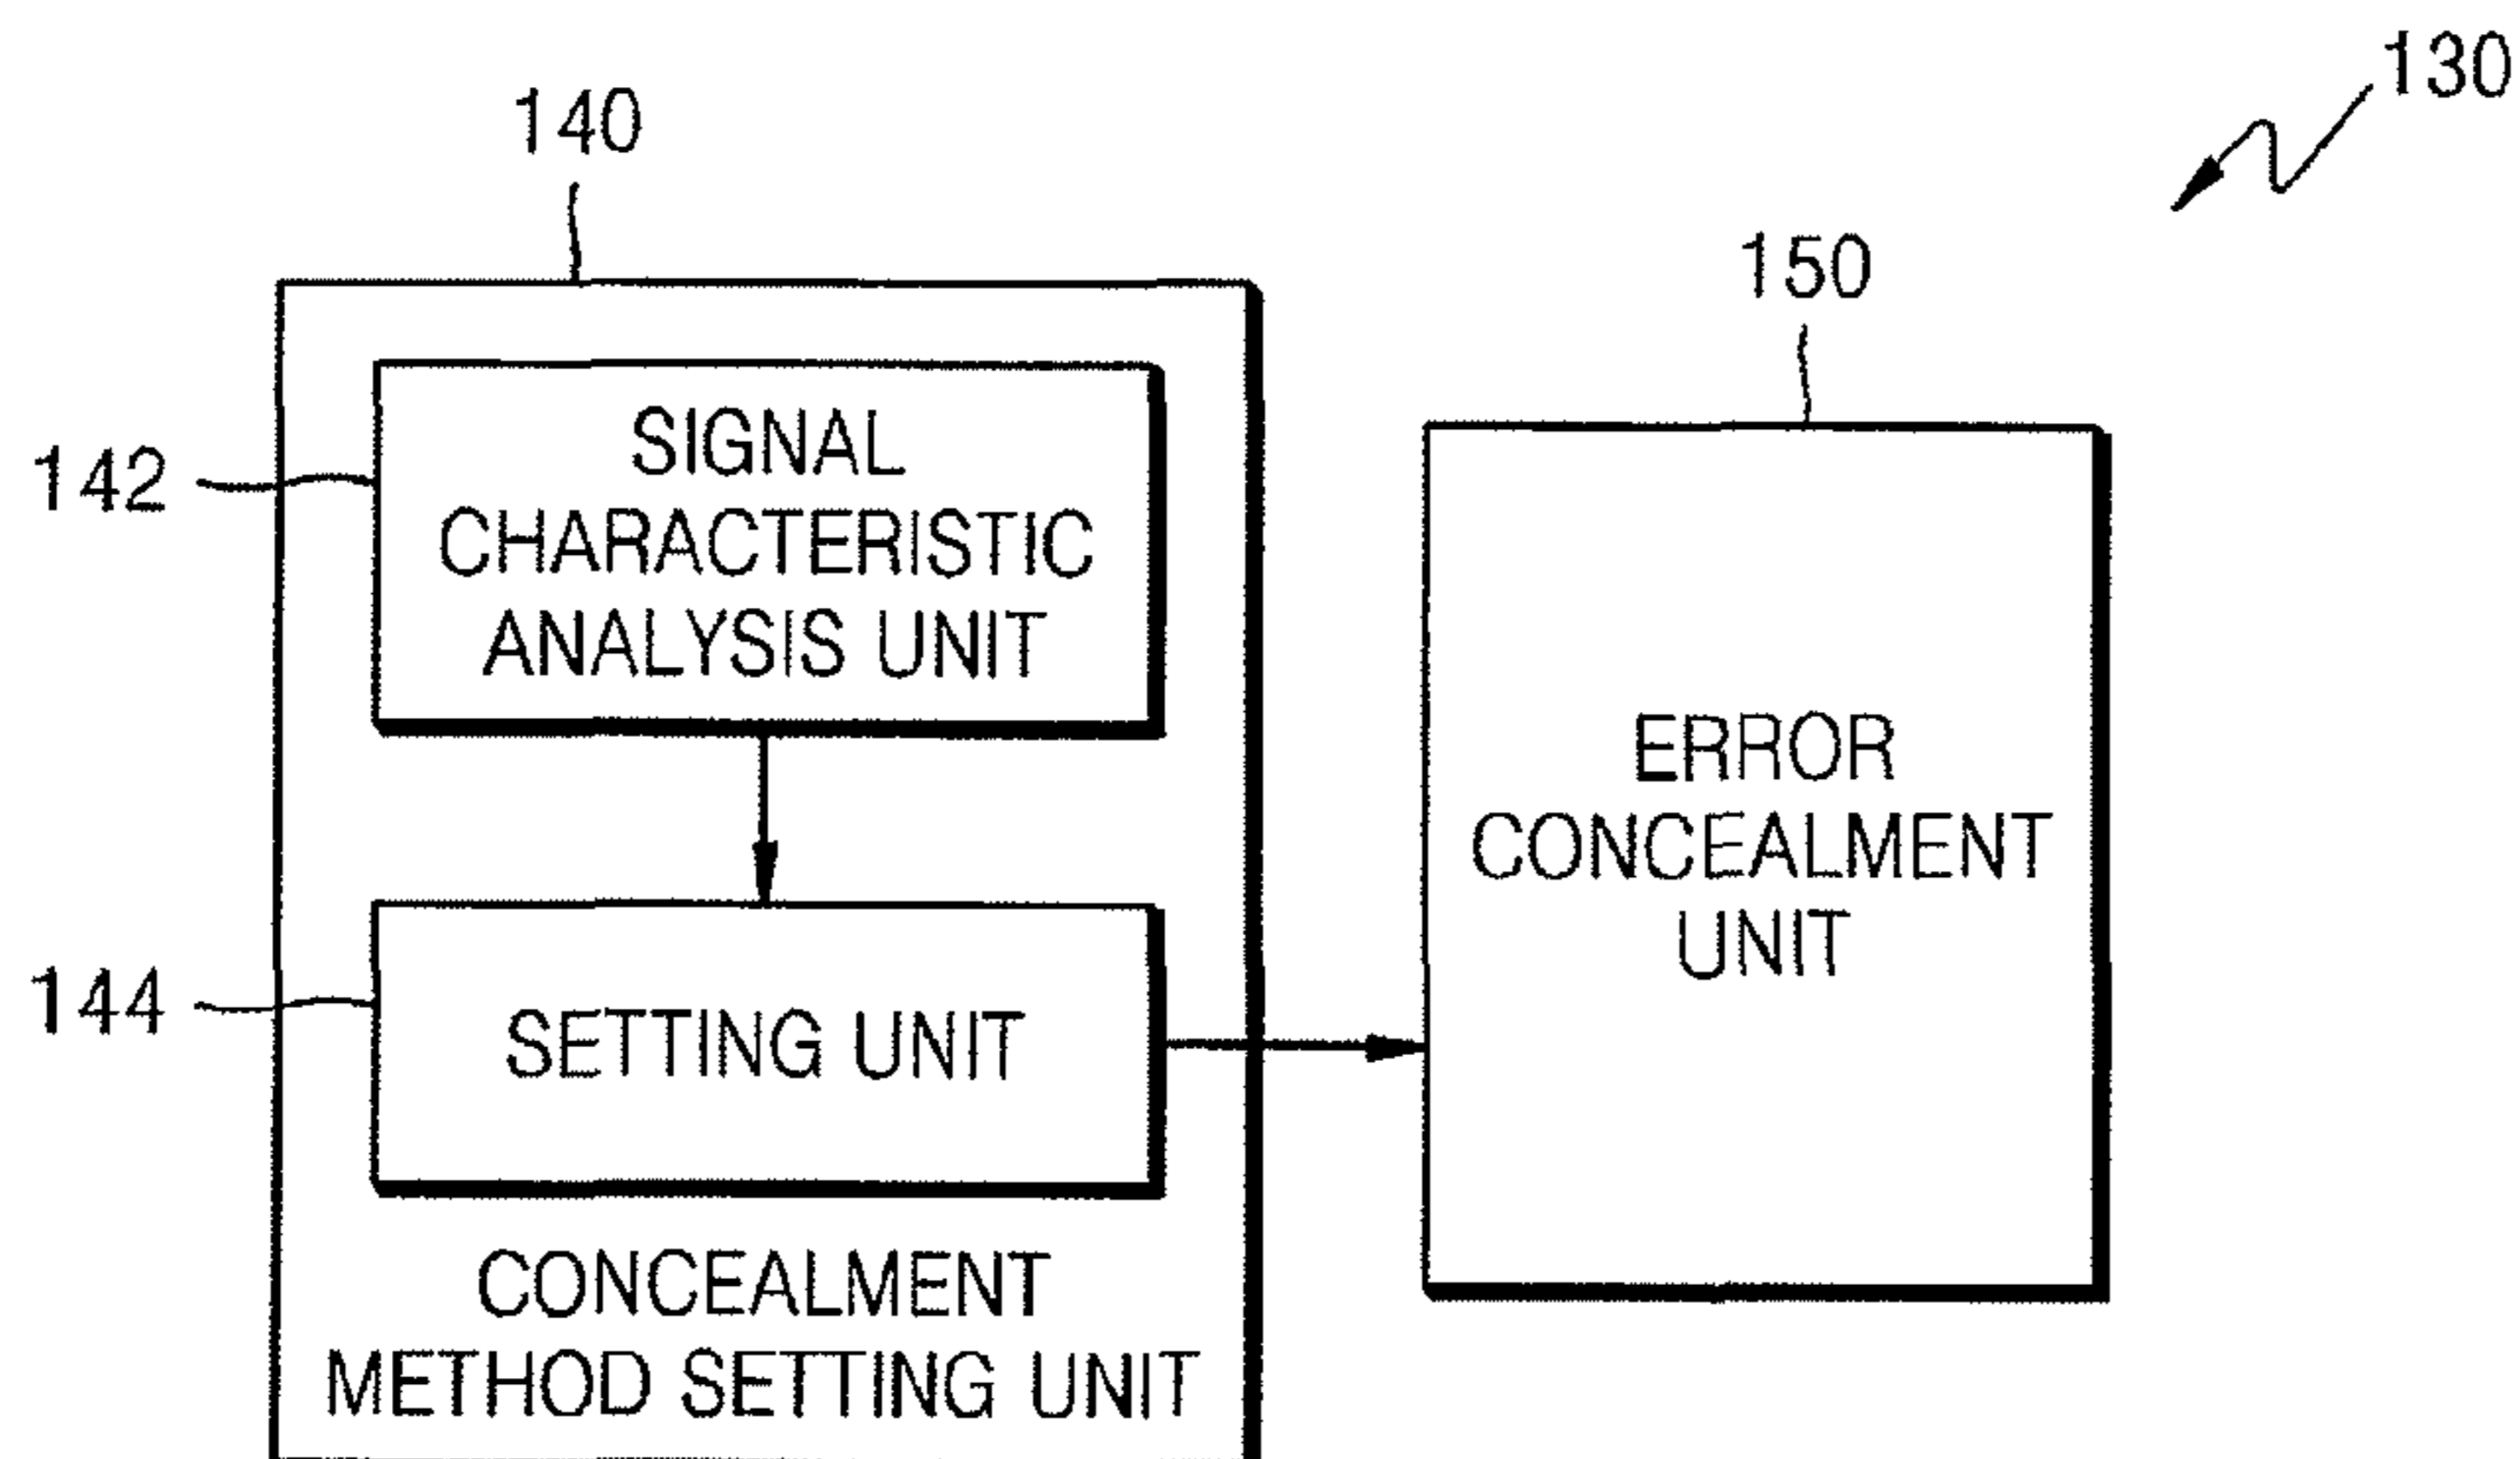 130
140
150
142
SIGNAL
CHARACTERISTIC
ANALYSIS UNIT
144
SETTING UNIT
CONCEALMENT
METHOD SETTING UNIT
ERROR
CONCEALMENT
UNIT